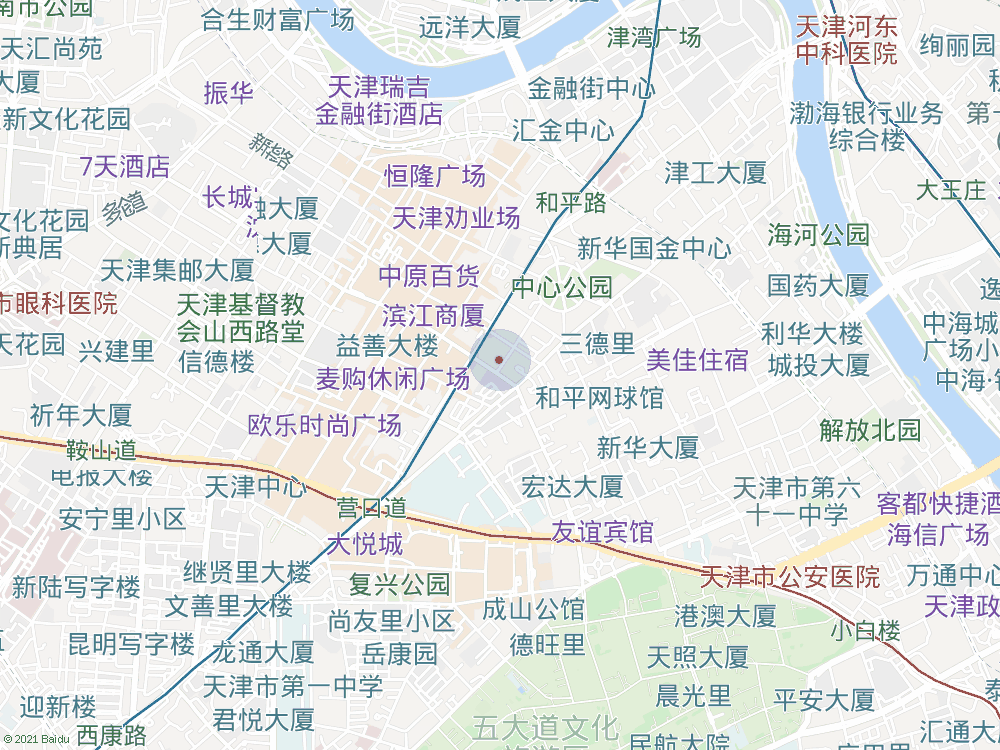 南市公园
合生财富广场
远洋大厦
津湾广场
天津河东
中科医院
绚丽园
天汇尚苑
大厦
振华
天津瑞吉
金融街酒店
金融街中心
渤海银行业务
综合楼
新文化花园
汇金中心
7天酒店
新华路
恒隆广场
津工大厦
大王庄
长城
大厦
多伦道
天津劝业场
和平路
文化花园
新典居
大厦
新华国金中心
海河公园
天津集邮大厦
中原百货
中心公园
国药大厦
市眼科医院
天津基督教
会山西路堂
滨江商厦
中海城
广场小
中海·
利华大楼
天花园
兴建里
信德楼
益善大楼
三德里
美佳住宿
城投大厦
麦购休闲广场
和平网球馆
祈年大厦
欧乐时尚广场
解放北园
鞍山道
新华大厦
电报大楼
天津中心
宏达大厦
天津市第六
十一中学
营口道
安宁里小区
客都快捷酒
海信广场
友谊宾馆
大悦城
新陆写字楼
继贤里大楼
复兴公园
天津市公安医院
万通中心
文善里大楼
天津政
尚友里小区
成山公馆
港澳大厦
小白楼
昆明写字楼
龙通大厦
岳康园
德旺里
天照大厦
天津市第一中学
晨光里
平安大厦
迎新楼
君悦大厦
五大道文化
汇通大
西康路
民航大院
© 2021 Baidu